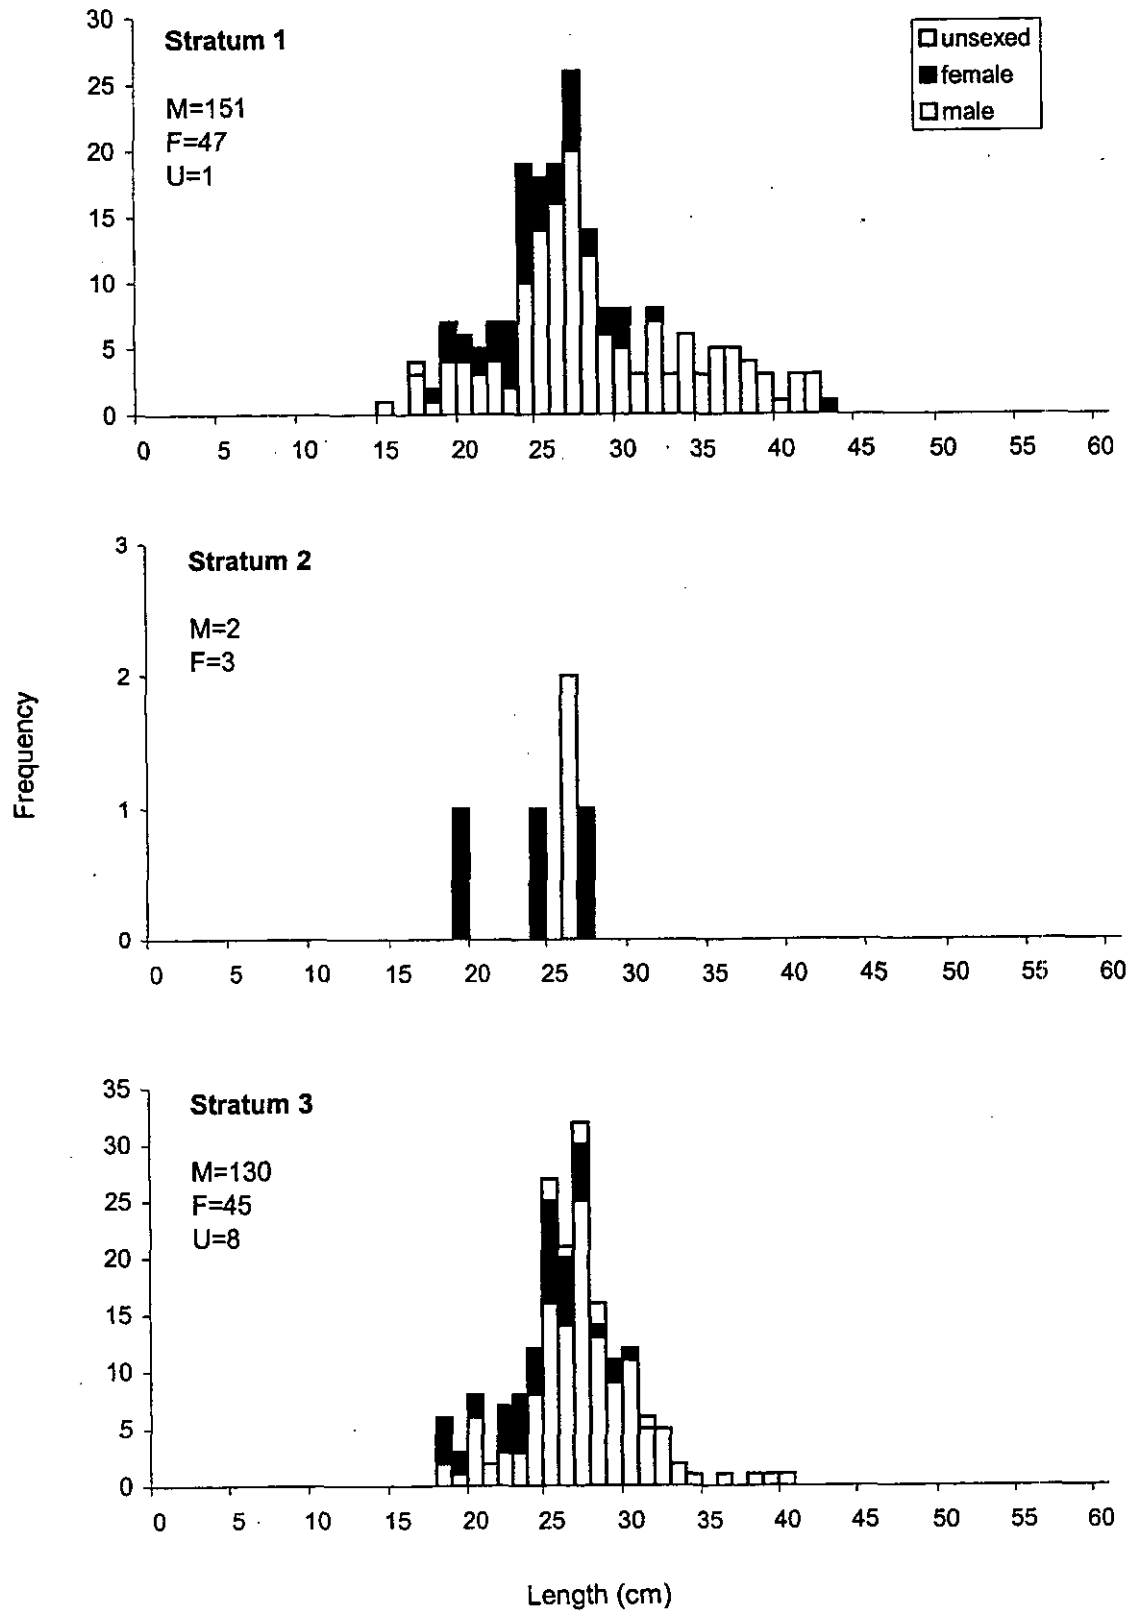 Stratum 1
M=151
F=47
U=1
unsexed
female
male
30
25
20
15
10
5
0
0 5 10 15 20 25 30 35 40 45 50 55 60
Stratum 2
M=2
F=3
3
2
1
0
0 5 10 15 20 25 30 35 40 45 50 55 60
Frequency
Stratum 3
M=130
F=45
U=8
35
30
25
20
15
10
5
0
0 5 10 15 20 25 30 35 40 45 50 55 60
Length (cm)